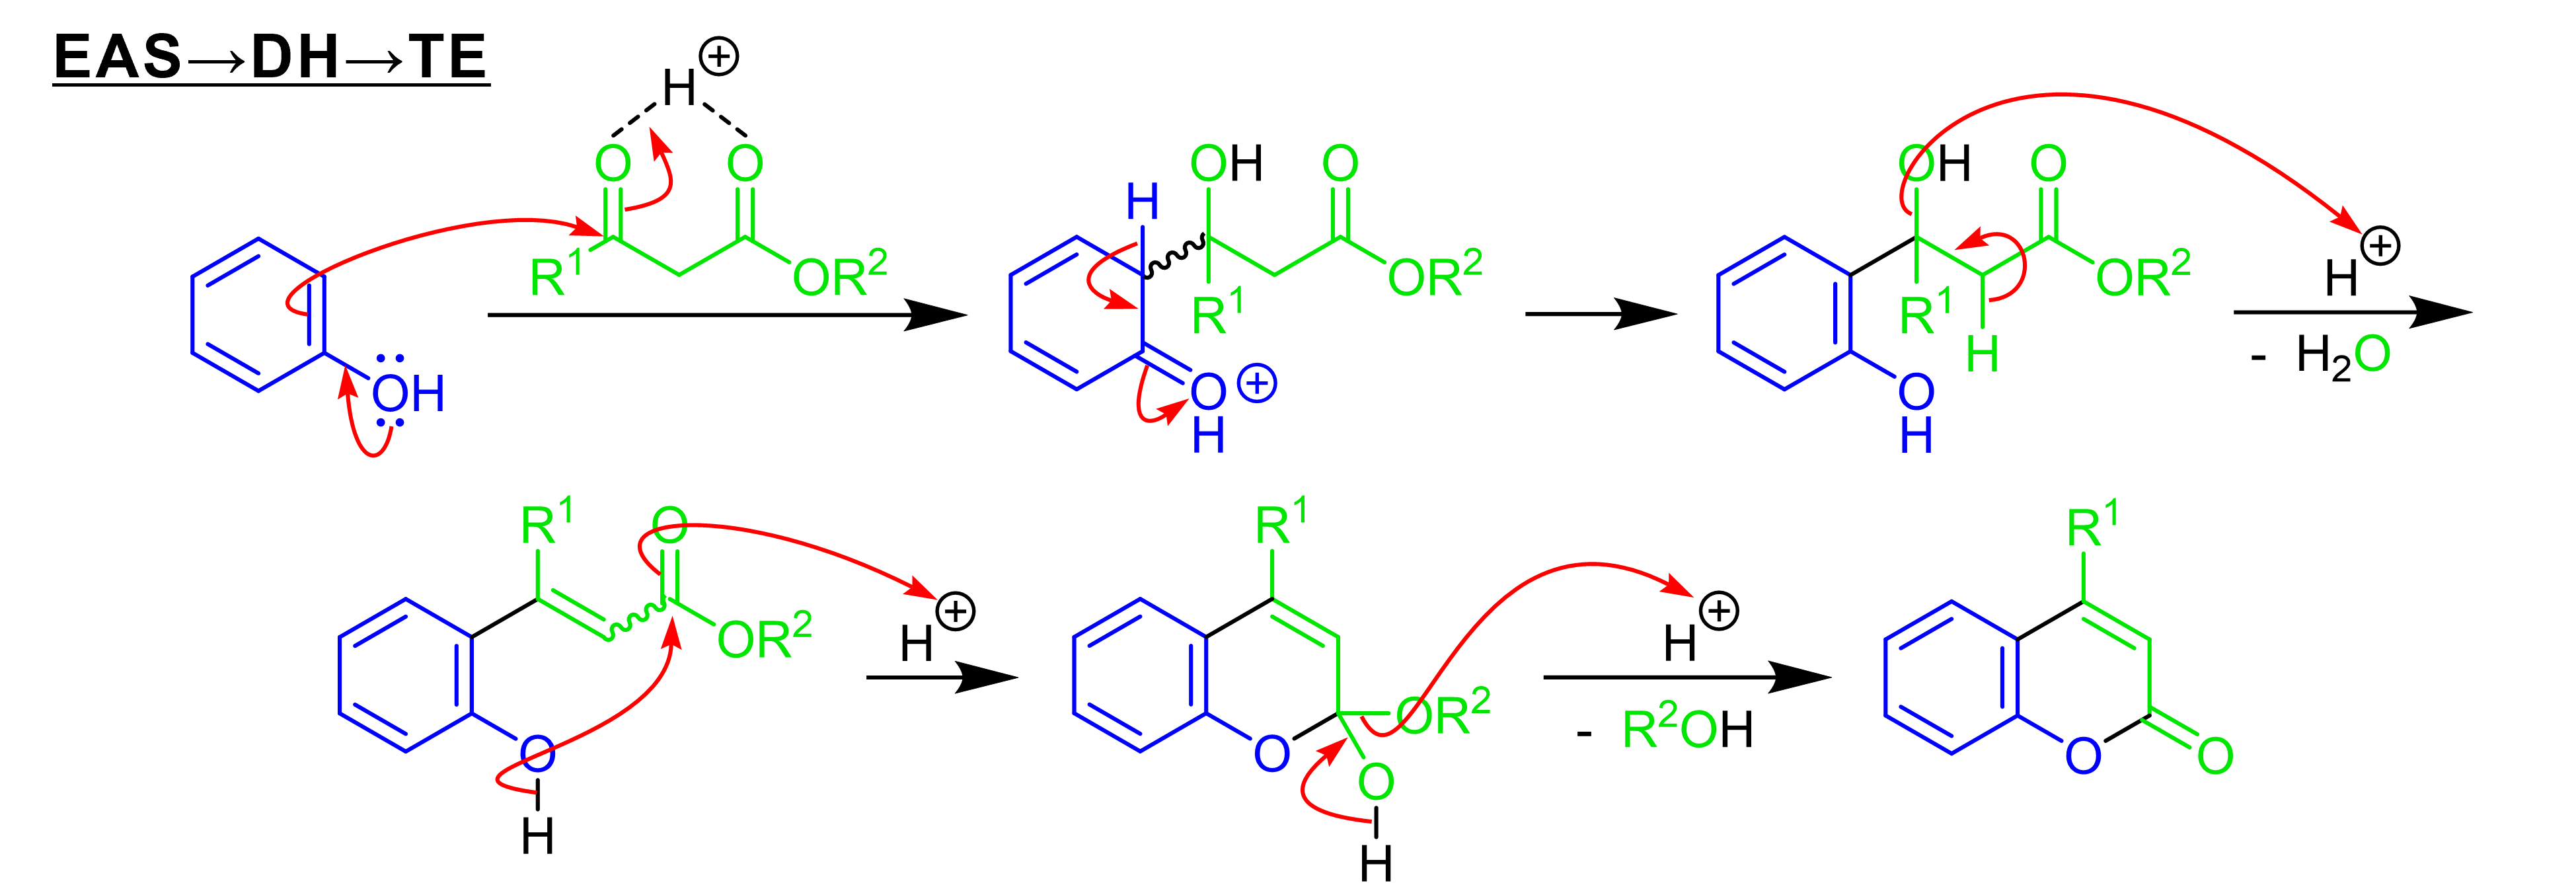 EAS→DH→TE
H⊕
O O
R¹ OR²
OH
H OH O
R¹ OR²
O⊕
H
OH O
R¹ OR²
H
O
H
H⊕
- H₂O
R¹ O
OR²
O
H
H⊕
R¹
OR²
O
O
H
H⊕
- R²OH
R¹
O O